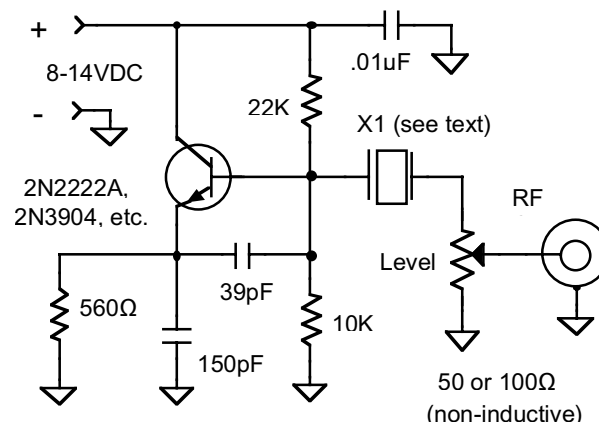 +
.01uF
8-14VDC
22K
-
X1 (see text)
2N2222A,
2N3904, etc.
RF
Level
39pF
560Ω
10K
150pF
50 or 100Ω
(non-inductive)